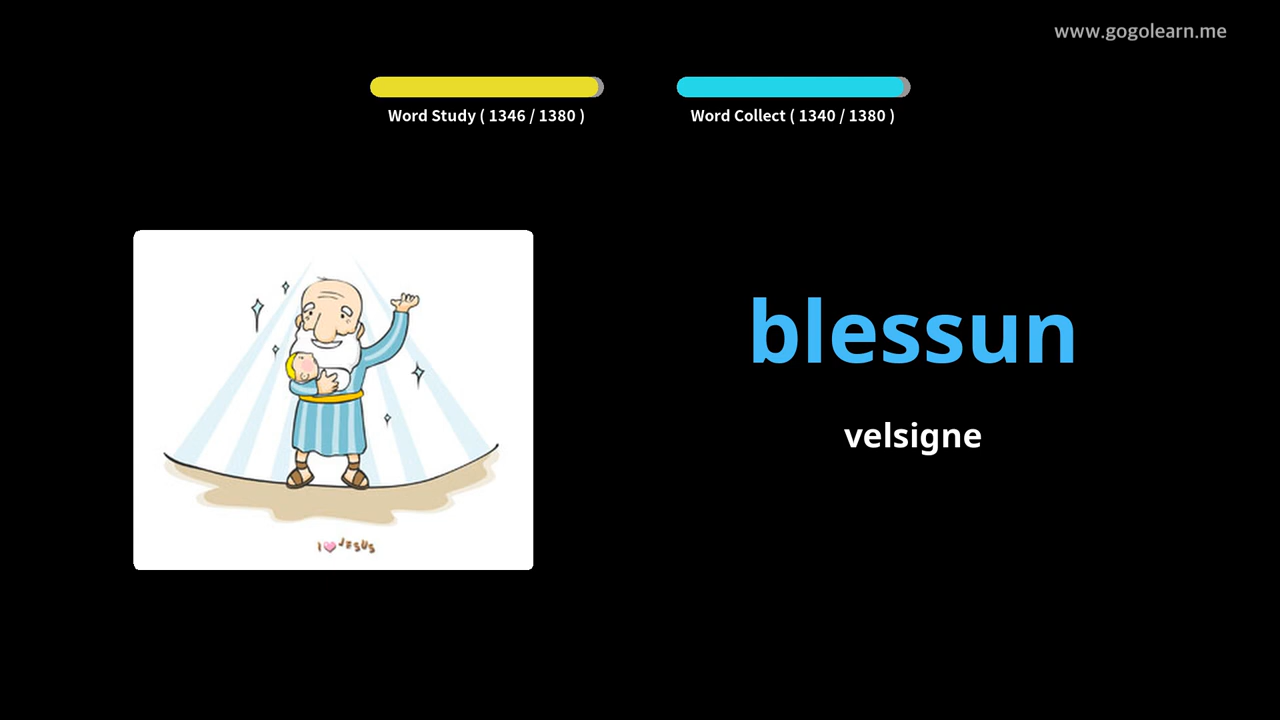 www.gogolearn.me
Word Study ( 1346 / 1380 )
Word Collect ( 1340 / 1380 )
blessun
velsigne
I JESUS